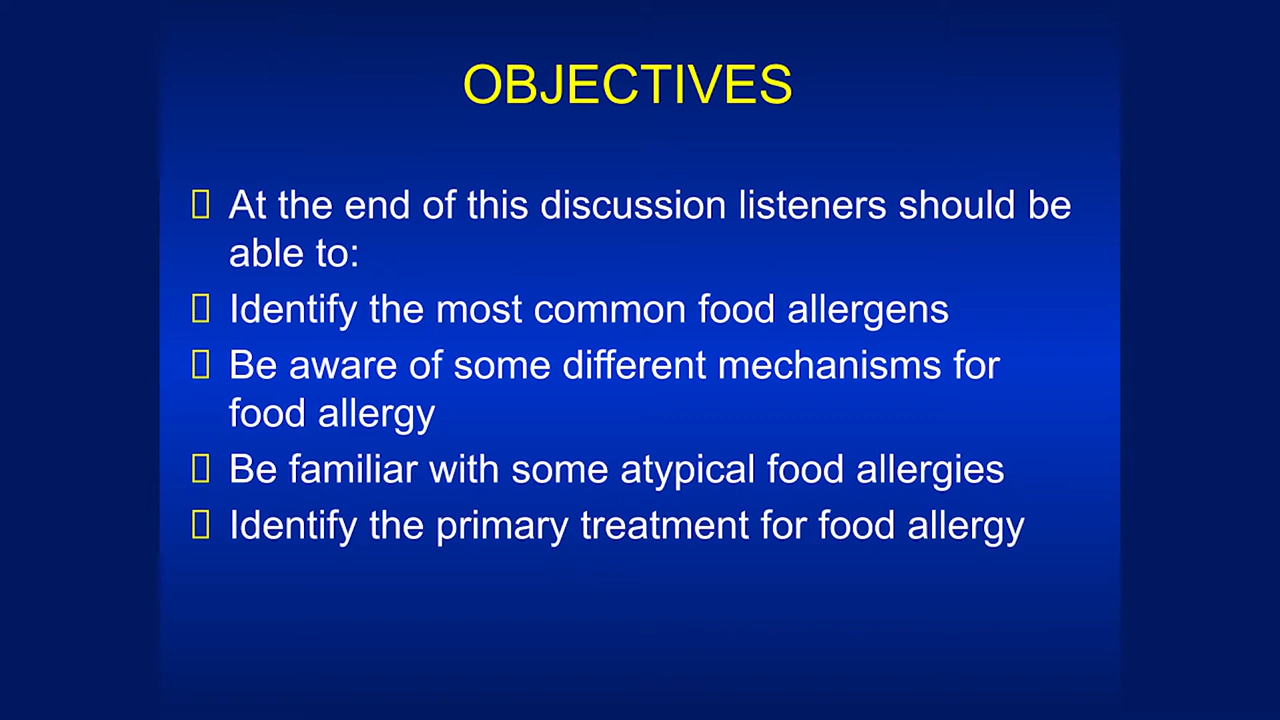 OBJECTIVES
At the end of this discussion listeners should be
able to:
Identify the most common food allergens
Be aware of some different mechanisms for
food allergy
Be familiar with some atypical food allergies
Identify the primary treatment for food allergy